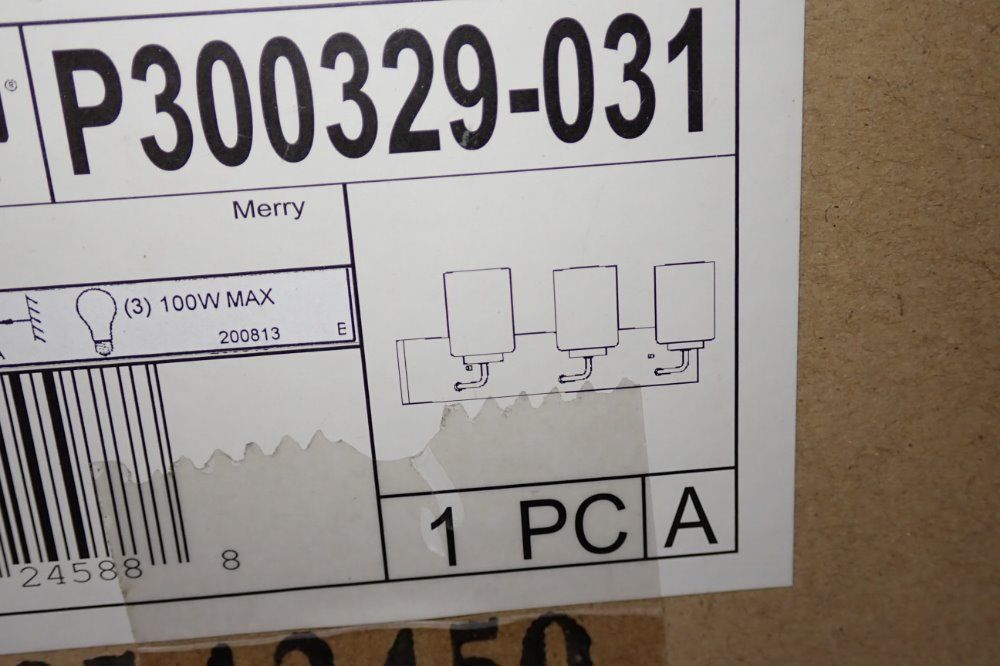 ®
P300329-031
Merry
(3) 100W MAX
200813 E
24588 8
1 PC A